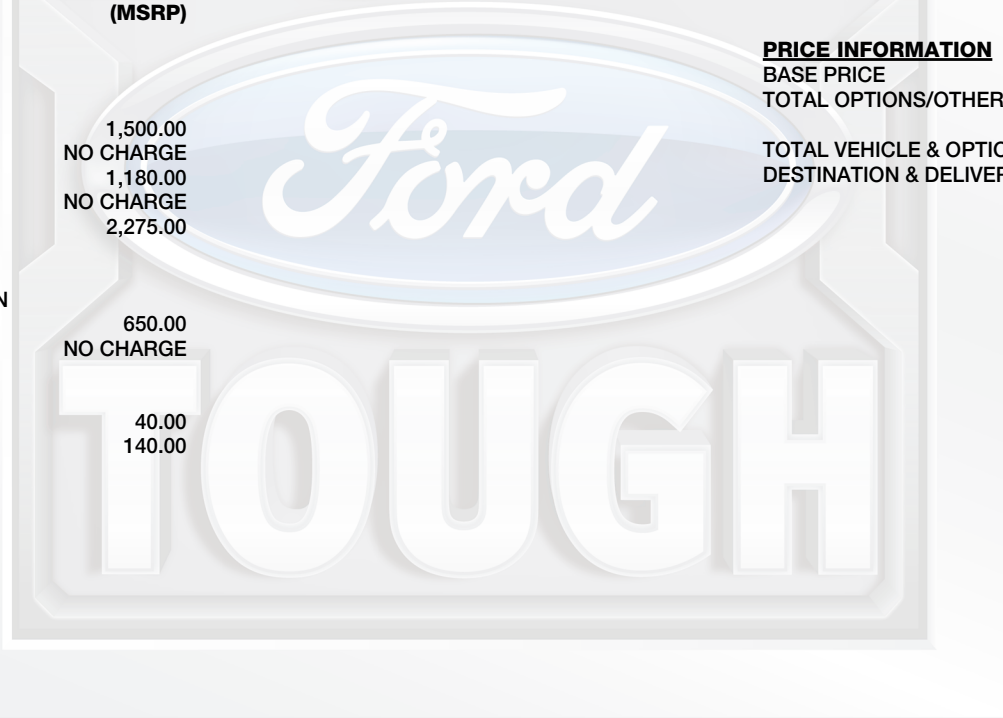 (MSRP)
1,500.00
NO CHARGE
1,180.00
NO CHARGE
2,275.00
N
650.00
NO CHARGE
40.00
140.00
PRICE INFORMATION
BASE PRICE
TOTAL OPTIONS/OTHER
TOTAL VEHICLE & OPTIO
DESTINATION & DELIVER
Ford
TOUGH